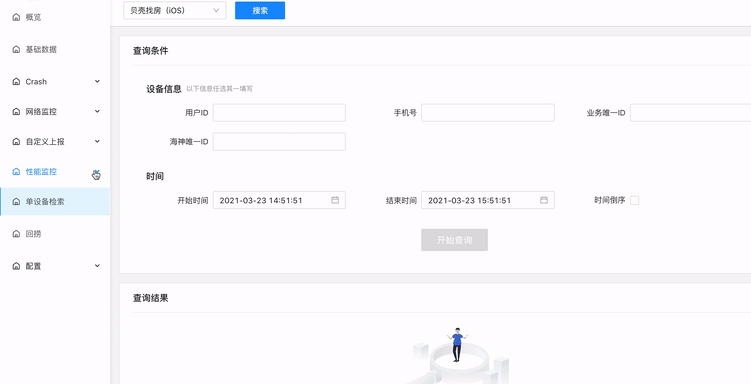 概览
基础数据
Crash
网络监控
自定义上报
性能监控
单设备检索
回捞
配置
贝壳找房（iOS）
搜索
查询条件
设备信息 以下信息任选其一填写
用户ID 手机号 业务唯一ID
海神唯一ID
时间
开始时间 2021-03-23 14:51:51 结束时间 2021-03-23 15:51:51 时间倒序
开始查询
查询结果